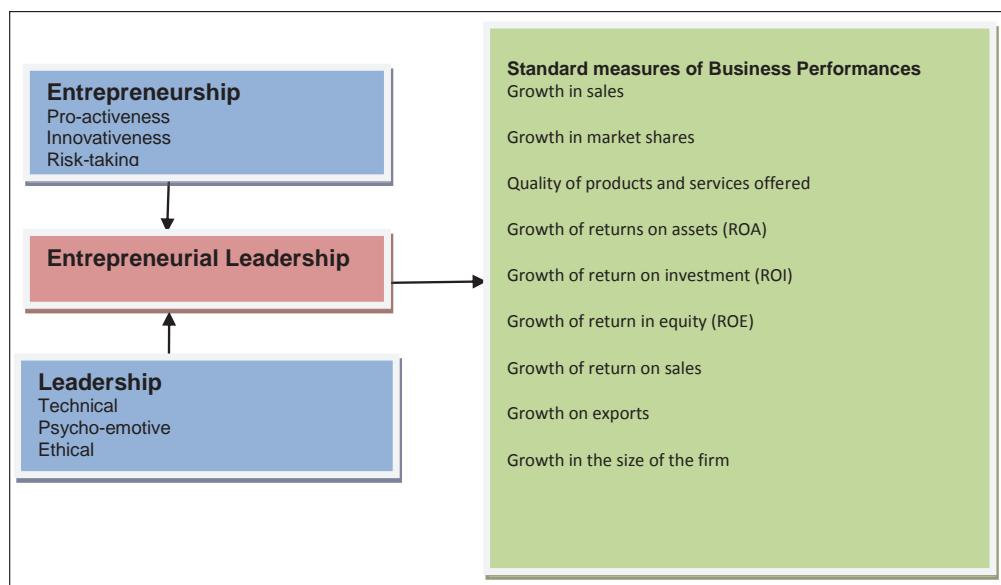 Entrepreneurship
Pro-activeness
Innovativeness
Risk-taking
Entrepreneurial Leadership
Leadership
Technical
Psycho-emotive
Ethical
Standard measures of Business Performances
Growth in sales
Growth in market shares
Quality of products and services offered
Growth of returns on assets (ROA)
Growth of return on investment (ROI)
Growth of return in equity (ROE)
Growth of return on sales
Growth on exports
Growth in the size of the firm